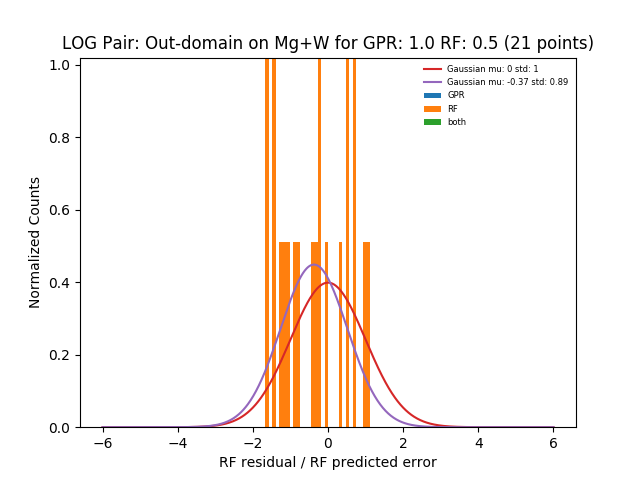 LOG Pair: Out-domain on Mg+W for GPR: 1.0 RF: 0.5 (21 points)
Gaussian mu: 0 std: 1
Gaussian mu: -0.37 std: 0.89
GPR
RF
both
Normalized Counts
1.0
0.8
0.6
0.4
0.2
0.0
−6 −4 −2 0 2 4 6
RF residual / RF predicted error